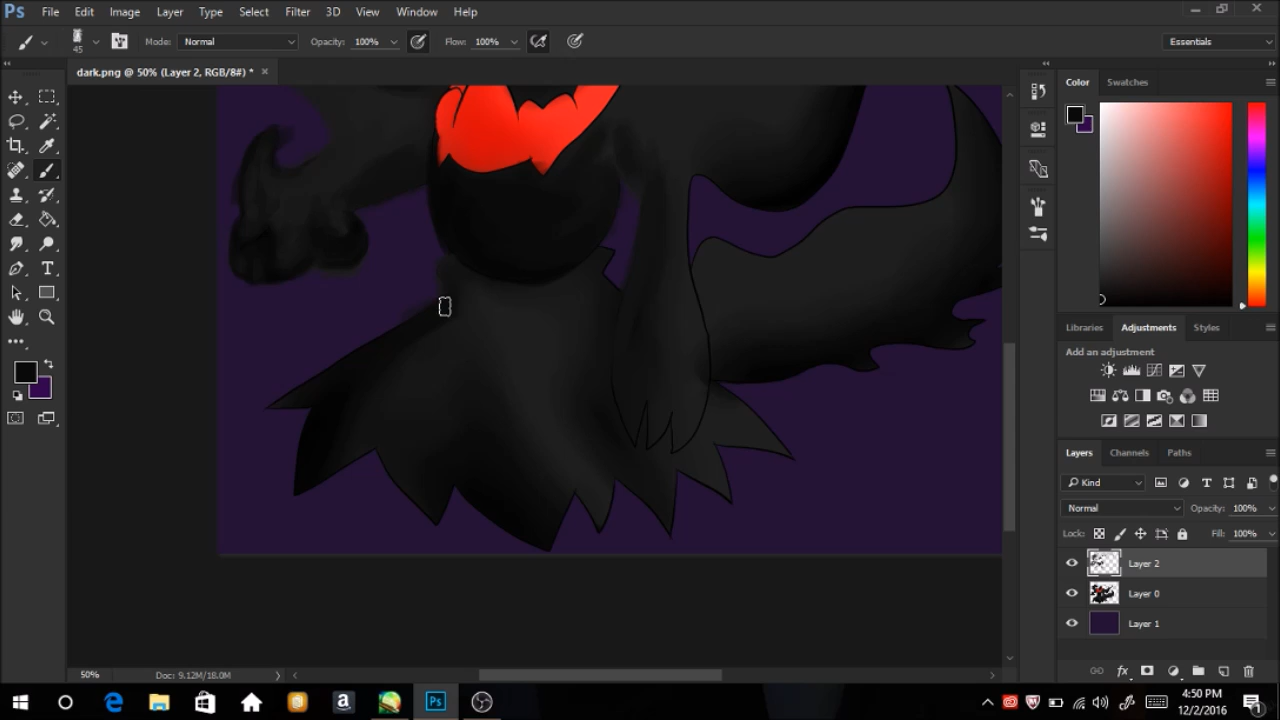 Ps File Edit Image Layer Type Select Filter 3D View Window Help
45 Mode: Normal Opacity: 100% Flow: 100% Essentials
dark.png @ 50% (Layer 2, RGB/8#) * ×
Color Swatches
Libraries Adjustments Styles
Add an adjustment
Layers Channels Paths
Kind
Normal Opacity: 100%
Lock: Fill: 100%
Layer 2
Layer 0
Layer 1
50% Doc: 9.12M/18.0M
Ps
4:50 PM
12/2/2016